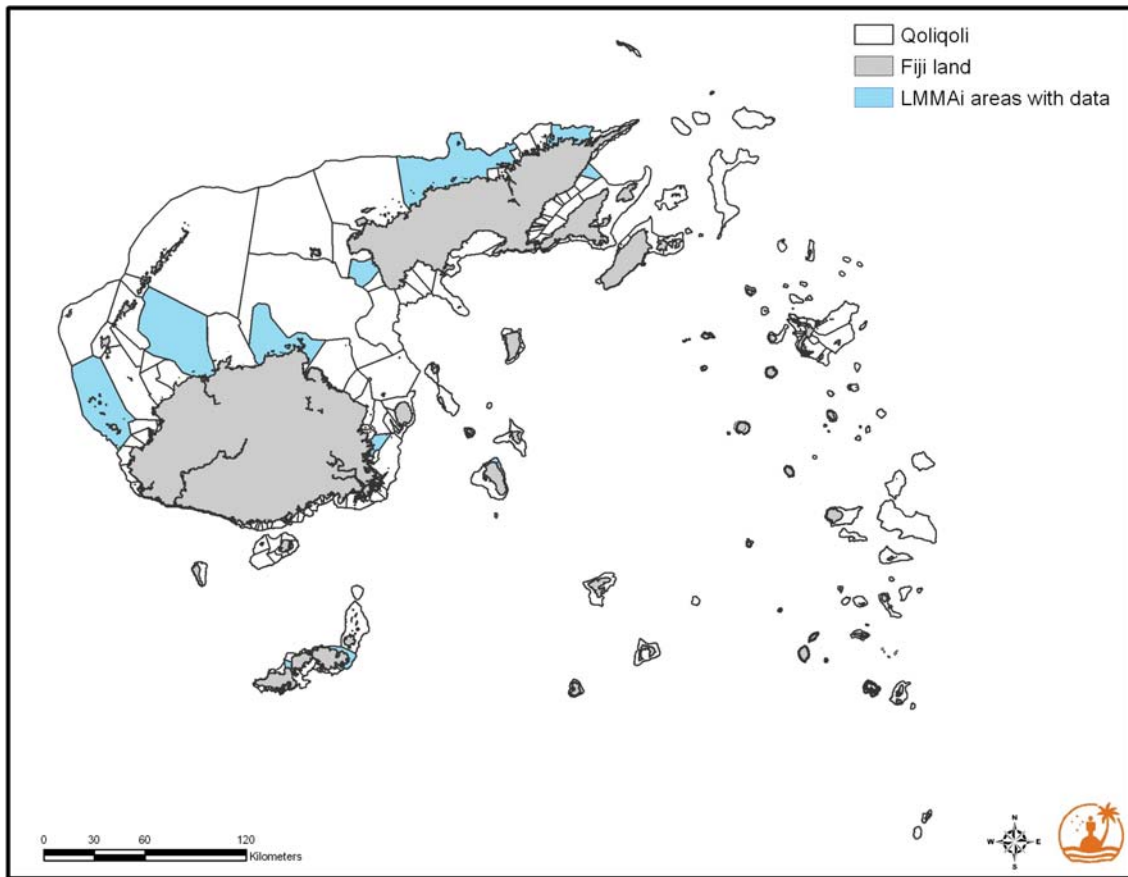 Qoliqoli
Fiji land
LMMAi areas with data
0 30 60 120
Kilometers
N
W E
S